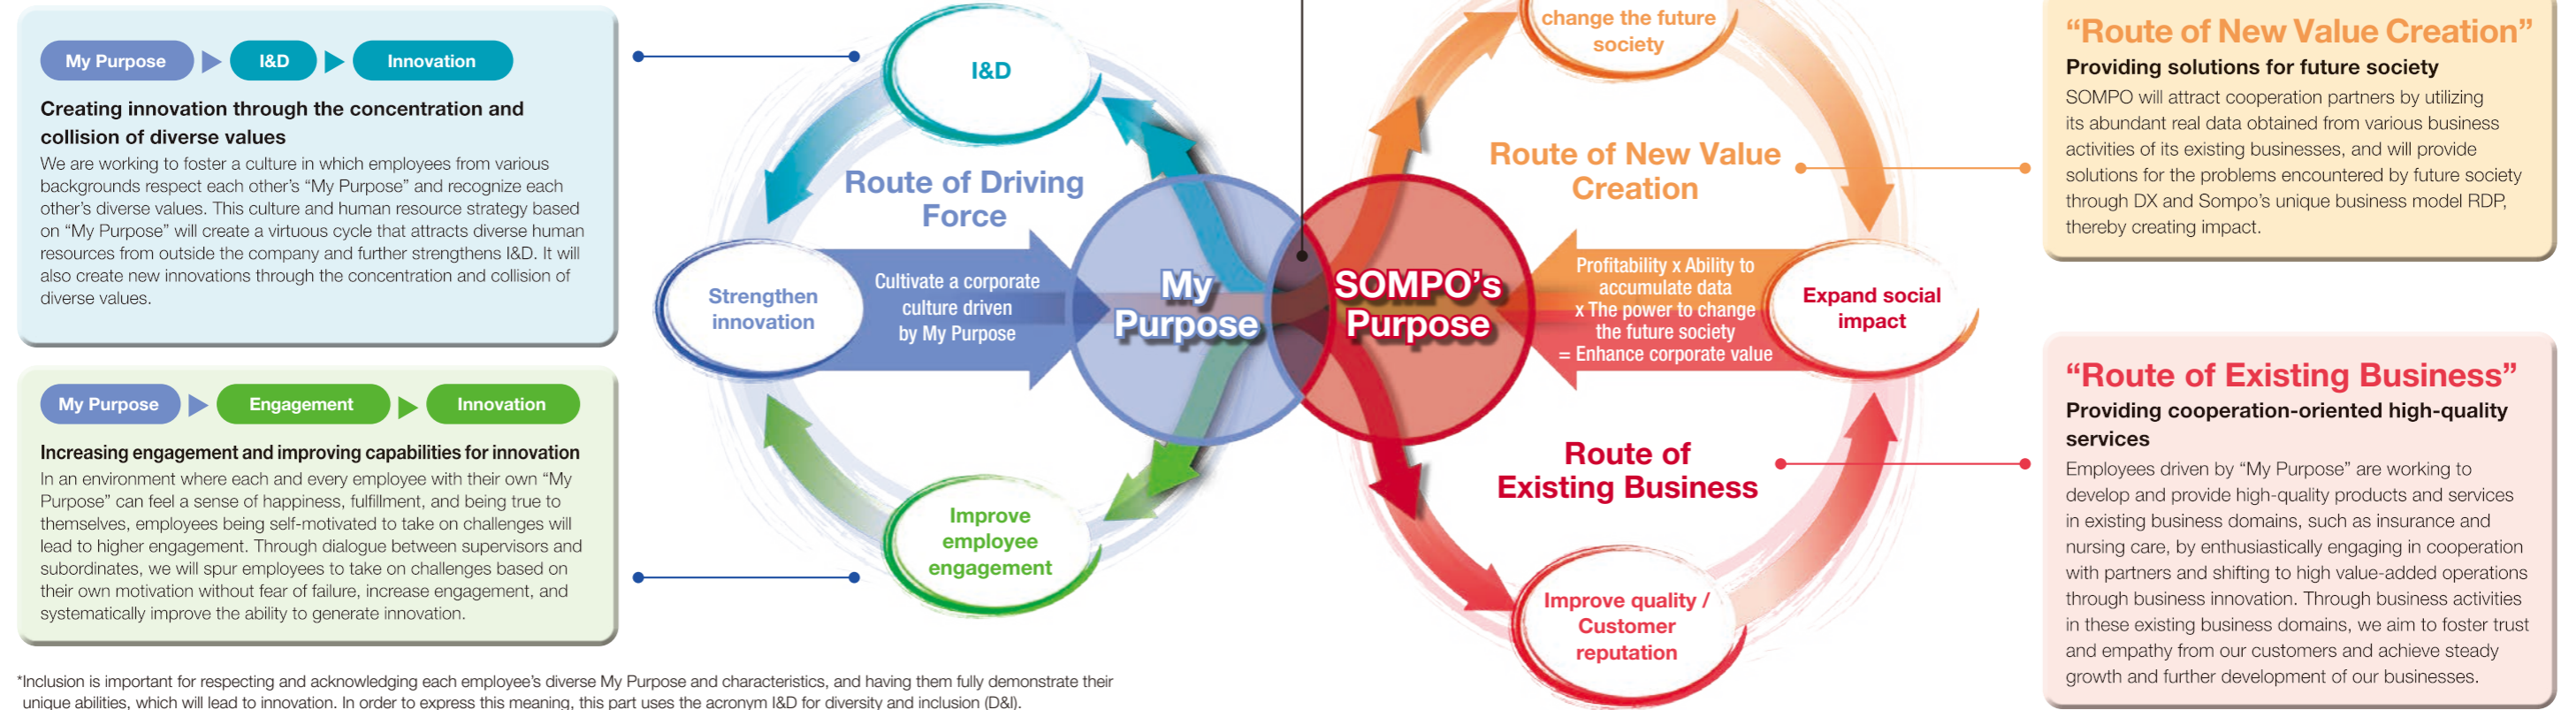 My Purpose
I&D
Innovation
Creating innovation through the concentration and
collision of diverse values
We are working to foster a culture in which employees from various
backgrounds respect each other’s “My Purpose” and recognize each
other’s diverse values. This culture and human resource strategy based
on “My Purpose” will create a virtuous cycle that attracts diverse human
resources from outside the company and further strengthens I&D. It will
also create new innovations through the concentration and collision of
diverse values.
My Purpose
Engagement
Innovation
Increasing engagement and improving capabilities for innovation
In an environment where each and every employee with their own “My
Purpose” can feel a sense of happiness, fulfillment, and being true to
themselves, employees being self-motivated to take on challenges will
lead to higher engagement. Through dialogue between supervisors and
subordinates, we will spur employees to take on challenges based on
their own motivation without fear of failure, increase engagement, and
systematically improve the ability to generate innovation.
*Inclusion is important for respecting and acknowledging each employee’s diverse My Purpose and characteristics, and having them fully demonstrate their
unique abilities, which will lead to innovation. In order to express this meaning, this part uses the acronym I&D for diversity and inclusion (D&I).
I&D
Route of Driving
Force
Strengthen
innovation
Cultivate a corporate
culture driven
by My Purpose
My
Purpose
Improve
employee
engagement
SOMPO’s
Purpose
change the future
society
Route of New Value
Creation
Profitability x Ability to
accumulate data
x The power to change
the future society
= Enhance corporate value
Expand social
impact
Route of
Existing Business
Improve quality /
Customer
reputation
“Route of New Value Creation”
Providing solutions for future society
SOMPO will attract cooperation partners by utilizing
its abundant real data obtained from various business
activities of its existing businesses, and will provide
solutions for the problems encountered by future society
through DX and Sompo’s unique business model RDP,
thereby creating impact.
“Route of Existing Business”
Providing cooperation-oriented high-quality
services
Employees driven by “My Purpose” are working to
develop and provide high-quality products and services
in existing business domains, such as insurance and
nursing care, by enthusiastically engaging in cooperation
with partners and shifting to high value-added operations
through business innovation. Through business activities
in these existing business domains, we aim to foster trust
and empathy from our customers and achieve steady
growth and further development of our businesses.